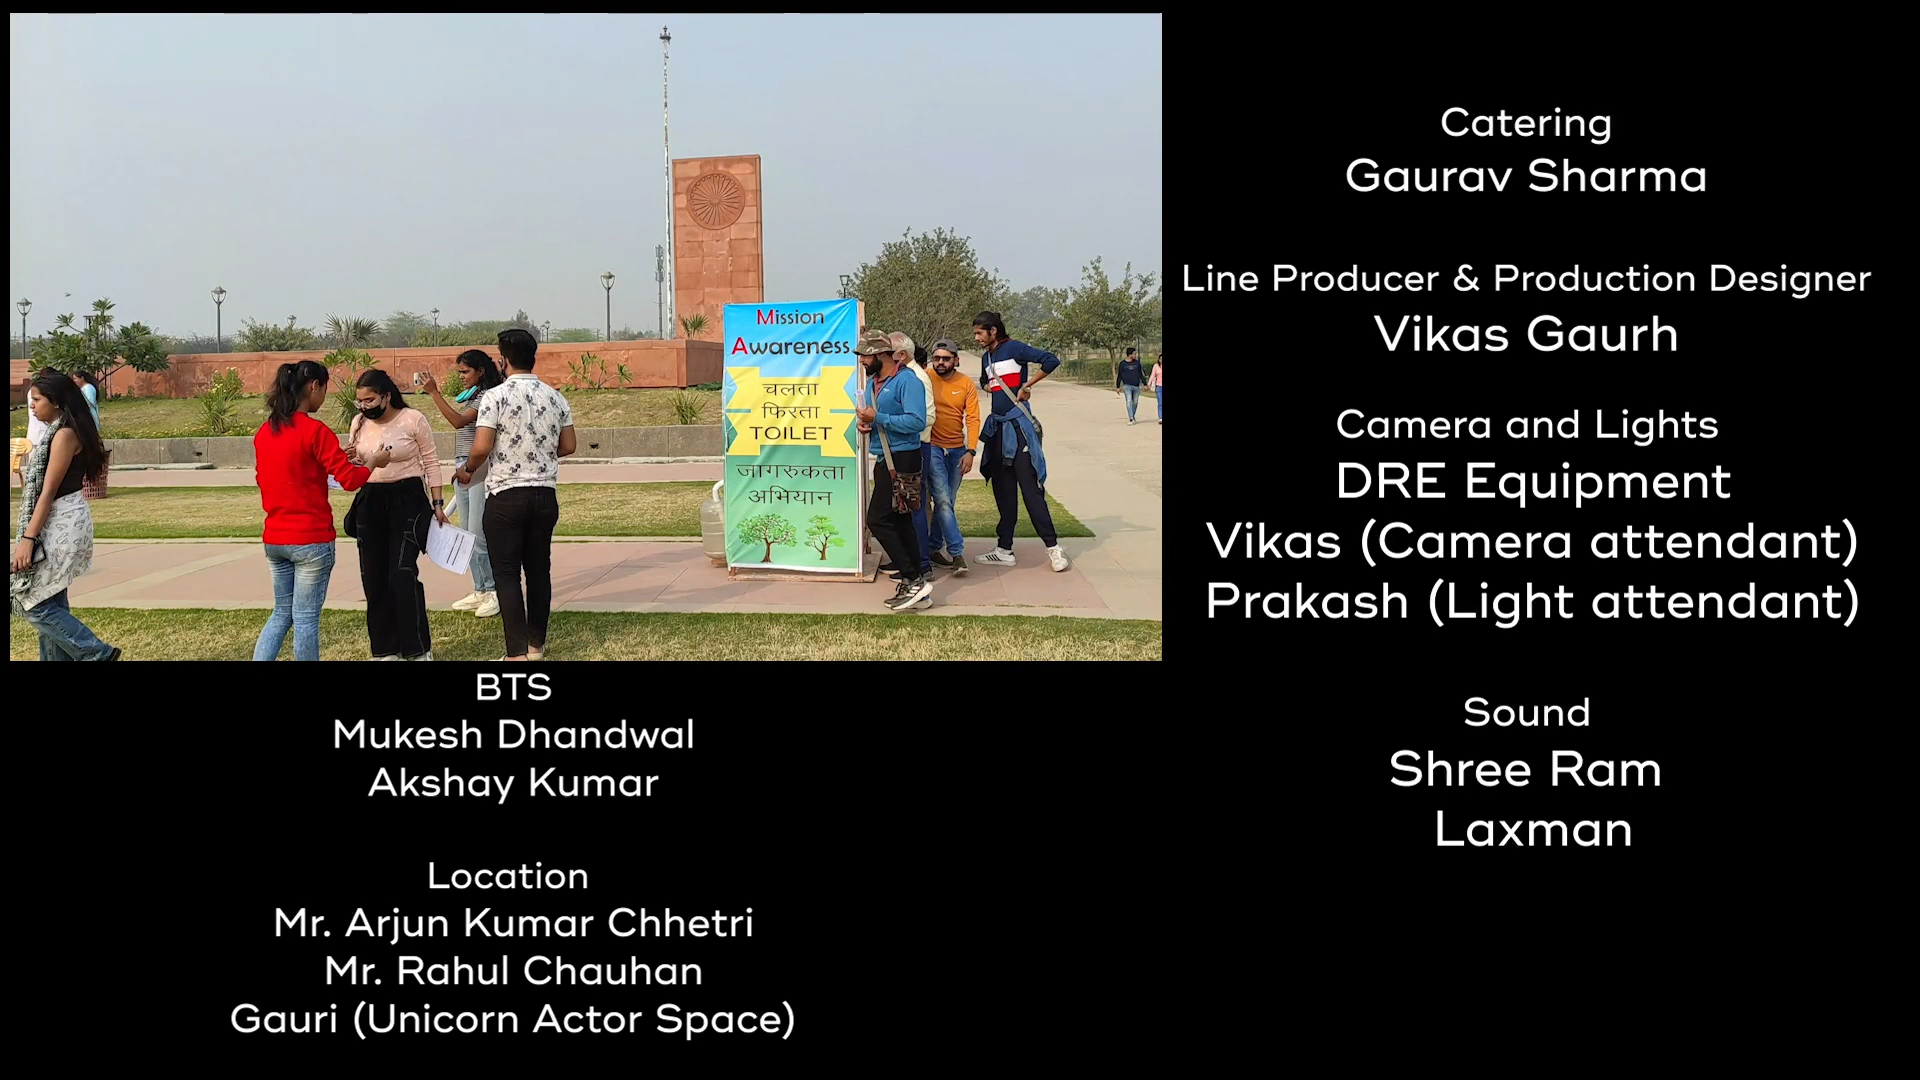 Mission
Awareness
चलता
फिरता
TOILET
जागरुकता
अभियान
BTS
Mukesh Dhandwal
Akshay Kumar
Location
Mr. Arjun Kumar Chhetri
Mr. Rahul Chauhan
Gauri (Unicorn Actor Space)
Catering
Gaurav Sharma
Line Producer & Production Designer
Vikas Gaurh
Camera and Lights
DRE Equipment
Vikas (Camera attendant)
Prakash (Light attendant)
Sound
Shree Ram
Laxman